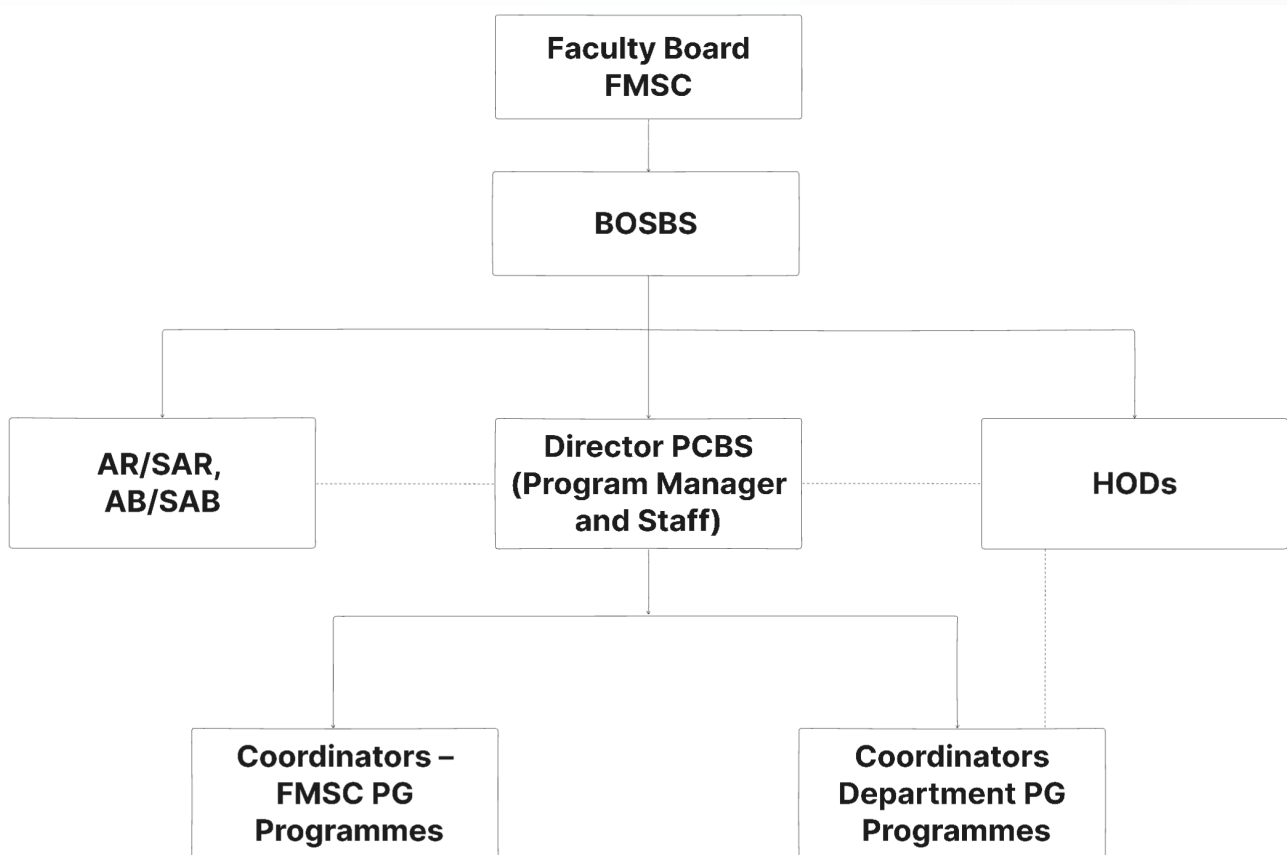 Faculty Board
FMSC
BOSBS
AR/SAR,
AB/SAB
Director PCBS
(Program Manager
and Staff)
HODs
Coordinators –
FMSC PG
Programmes
Coordinators
Department PG
Programmes